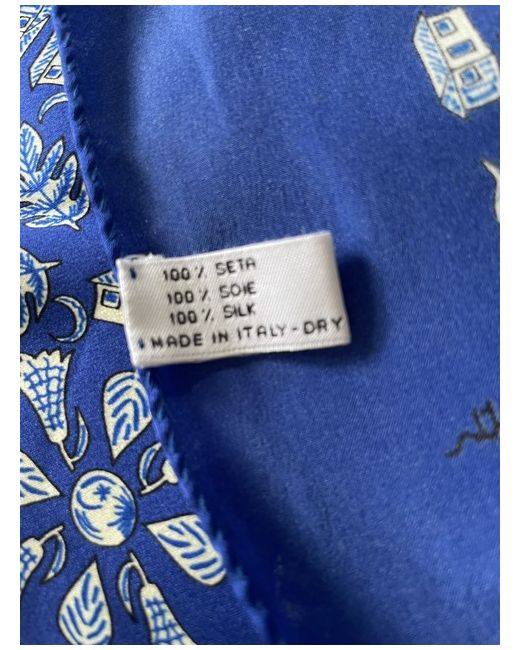 100% SETA
100% SOIE
100% SILK
MADE IN ITALY-DRY